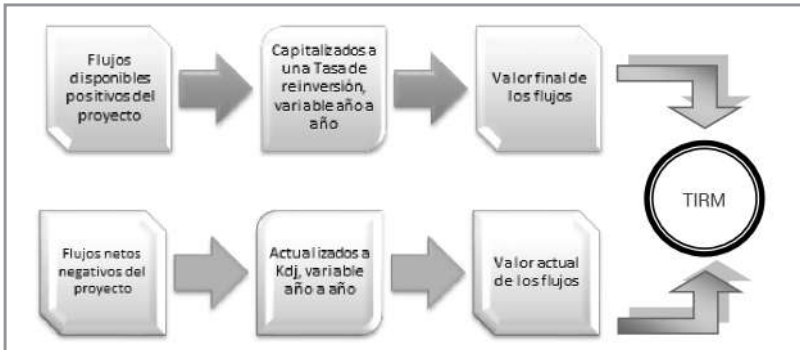 Flujos
disponibles
positivos del
proyecto
Capitalizados a
una Tasa de
reinversión,
variable año a
año
Valor final de
los flujos
TIRM
Flujos netos
negativos del
proyecto
Actualizados a
Kdj, variable
año a año
Valor actual
de los flujos